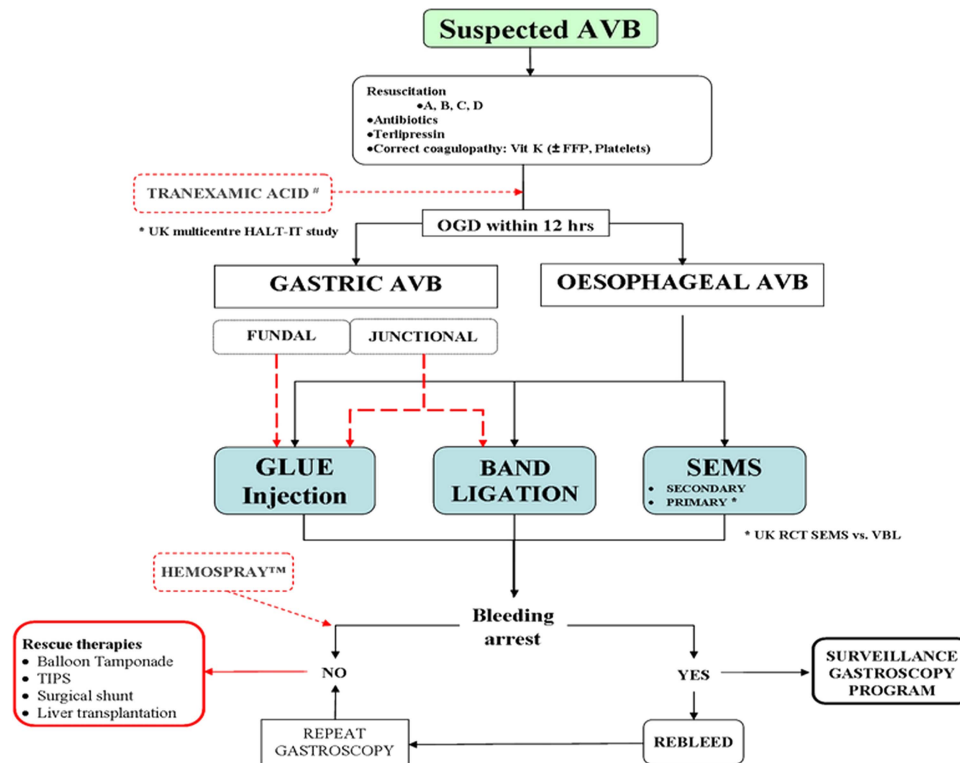 Suspected AVB
Resuscitation
•A, B, C, D
•Antibiotics
•Terlipressin
•Correct coagulopathy: Vit K (± FFP, Platelets)
TRANEXAMIC ACID #
* UK multicentre HALT-IT study
OGD within 12 hrs
GASTRIC AVB
OESOPHAGEAL AVB
FUNDAL
JUNCTIONAL
GLUE
Injection
BAND
LIGATION
SEMS
• SECONDARY
• PRIMARY *
* UK RCT SEMS vs. VBL
HEMOSPRAY™
Bleeding
arrest
Rescue therapies
• Balloon Tamponade
• TIPS
• Surgical shunt
• Liver transplantation
NO
YES
SURVEILLANCE
GASTROSCOPY
PROGRAM
REPEAT
GASTROSCOPY
REBLEED